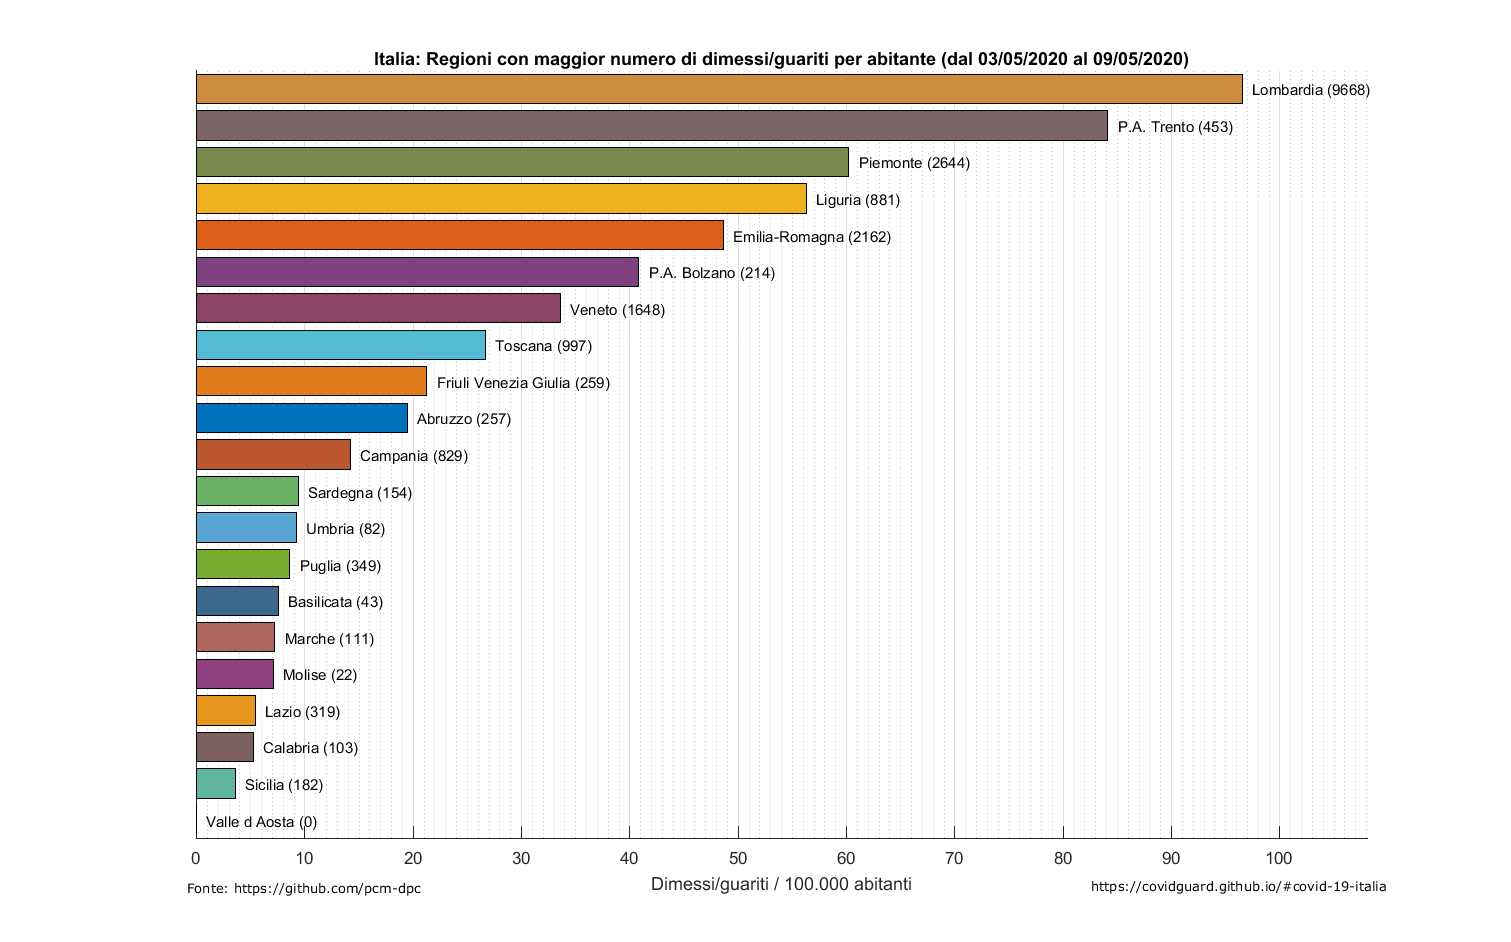 Italia: Regioni con maggior numero di dimessi/guariti per abitante (dal 03/05/2020 al 09/05/2020)
Lombardia (9668)
P.A. Trento (453)
Piemonte (2644)
Liguria (881)
Emilia-Romagna (2162)
P.A. Bolzano (214)
Veneto (1648)
Toscana (997)
Friuli Venezia Giulia (259)
Abruzzo (257)
Campania (829)
Sardegna (154)
Umbria (82)
Puglia (349)
Basilicata (43)
Marche (111)
Molise (22)
Lazio (319)
Calabria (103)
Sicilia (182)
Valle d Aosta (0)
0 10 20 30 40 50 60 70 80 90 100
Dimessi/guariti / 100.000 abitanti
Fonte: https://github.com/pcm-dpc
https://covidguard.github.io/#covid-19-italia